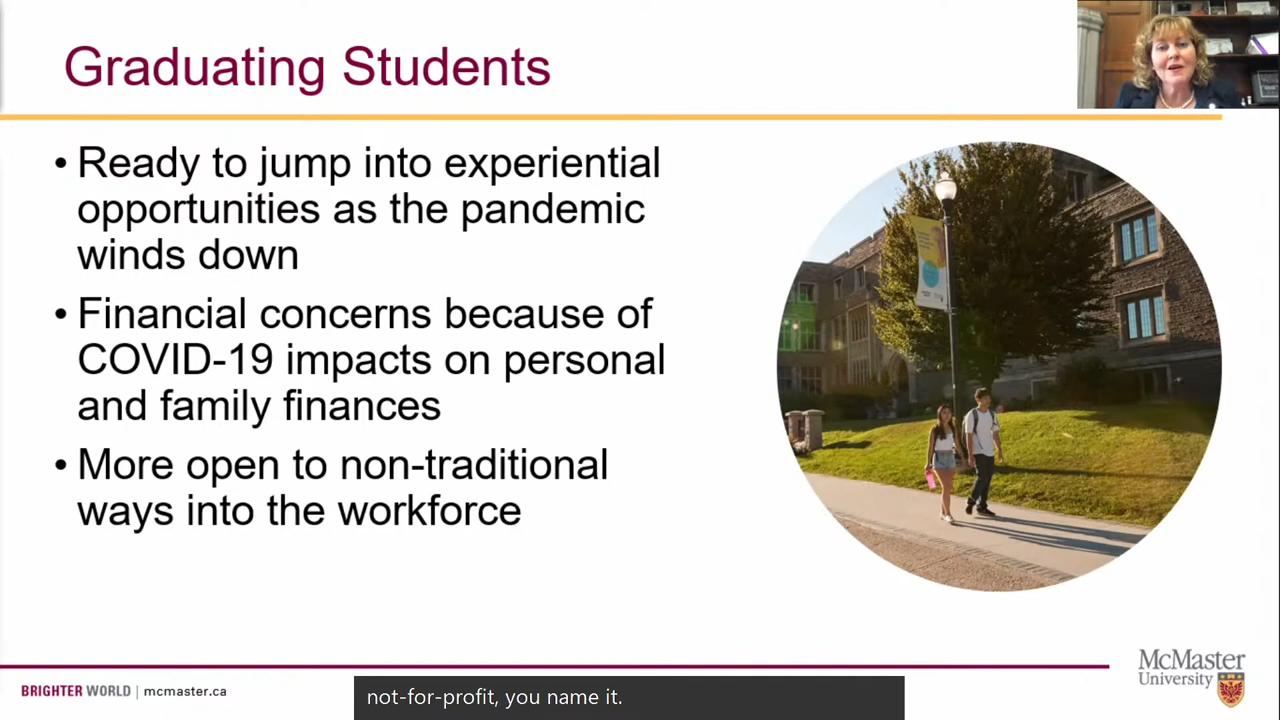 Graduating Students
• Ready to jump into experiential
opportunities as the pandemic
winds down
• Financial concerns because of
COVID-19 impacts on personal
and family finances
• More open to non-traditional
ways into the workforce
BRIGHTER WORLD | mcmaster.ca
not-for-profit, you name it.
McMaster
University